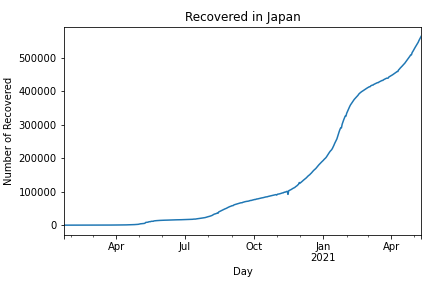 Recovered in Japan
Number of Recovered
500000
400000
300000
200000
100000
0
Apr
Jul
Oct
Jan
2021
Apr
Day